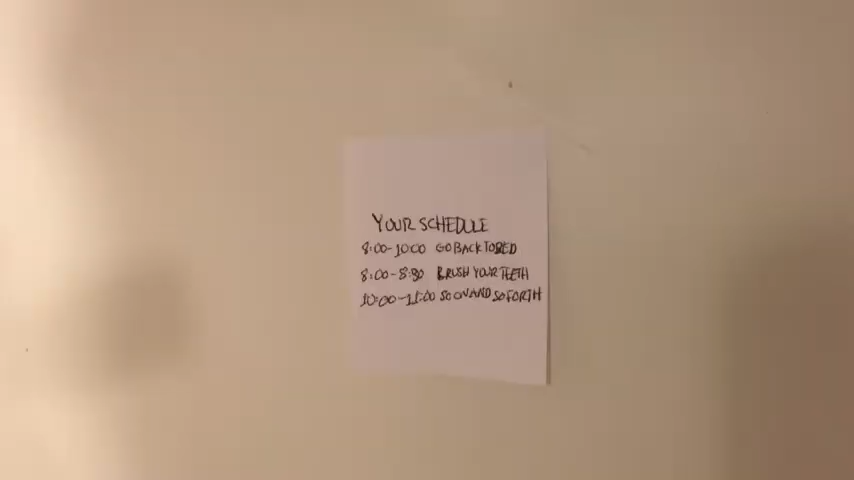 YOUR SCHEDULE
8:00-10:00 GO BACK TO BED
8:00-8:30 BRUSH YOUR TEETH
10:00-11:00 SO ON AND SO FORTH